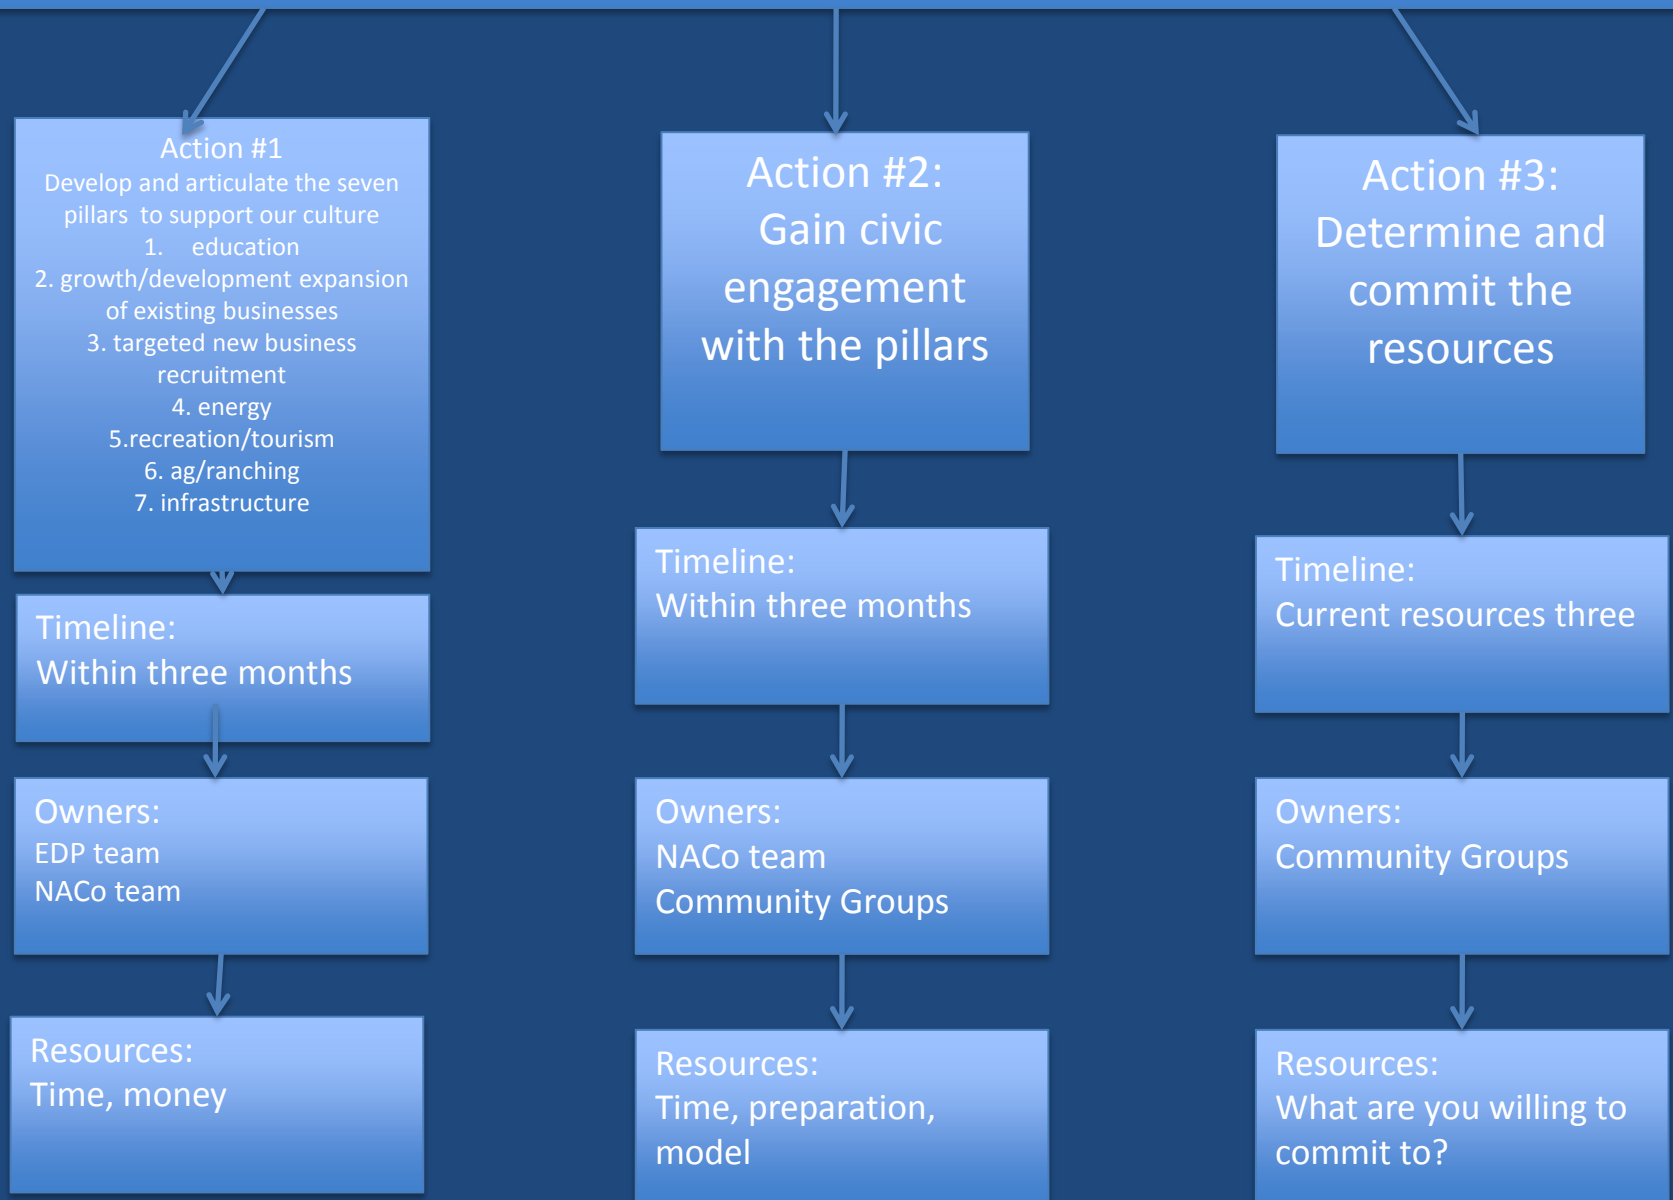 Action #1
Develop and articulate the seven
pillars to support our culture
1. education
2. growth/development expansion
of existing businesses
3. targeted new business
recruitment
4. energy
5.recreation/tourism
6. ag/ranching
7. infrastructure
Timeline:
Within three months
Owners:
EDP team
NACo team
Resources:
Time, money
Action #2:
Gain civic
engagement
with the pillars
Timeline:
Within three months
Owners:
NACo team
Community Groups
Resources:
Time, preparation,
model
Action #3:
Determine and
commit the
resources
Timeline:
Current resources three
Owners:
Community Groups
Resources:
What are you willing to
commit to?